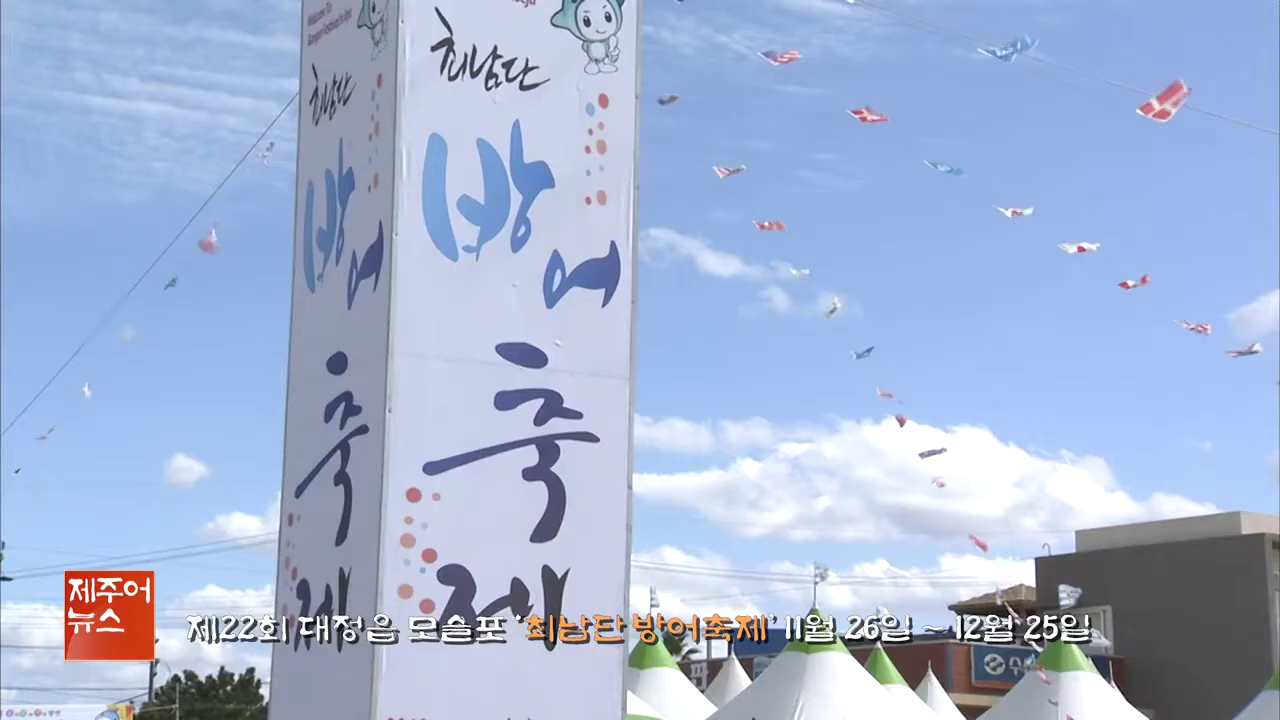 최남단
방어
축
제
최남단
방어
축
제
제주어
뉴스
제22회 대정읍 모슬포 '최남단 방어축제' 11월 26일 ~ 12월 25일